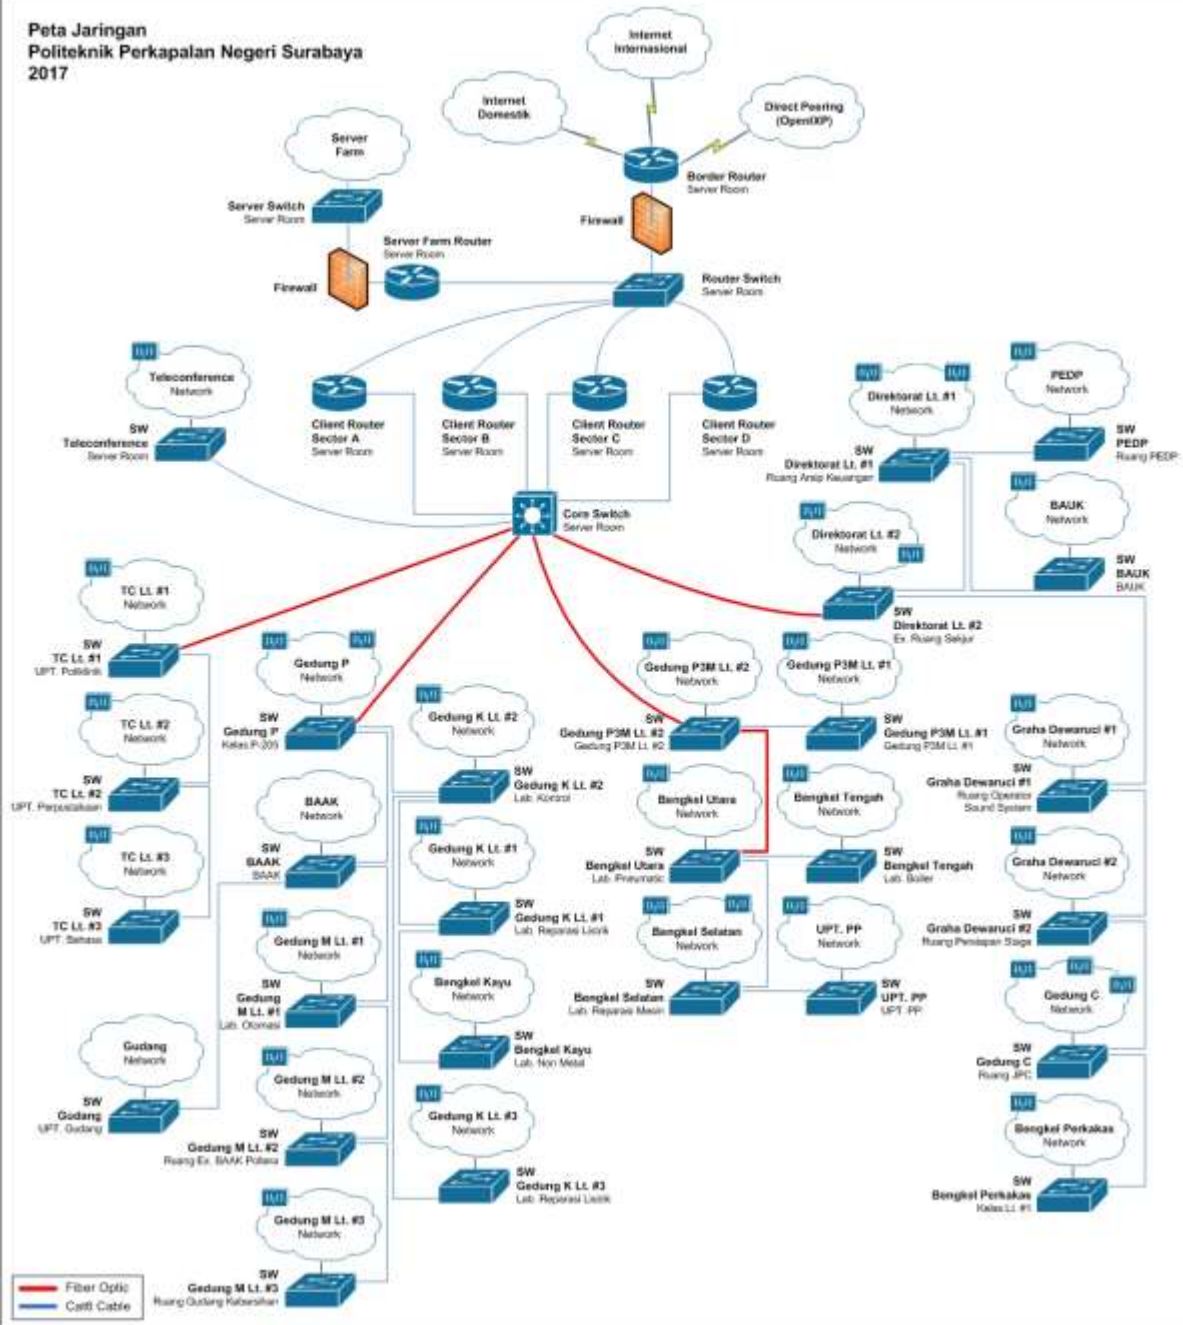 Peta Jaringan
Politeknik Perkapalan Negeri Surabaya
2017
Internet
Internasional
Internet
Domestik
Direct Peering
(OpenIXP)
Server
Farm
Border Router
Server Room
Server Switch
Server Room
Firewall
Server Farm Router
Server Room
Firewall
Router Switch
Server Room
Teleconference
Network
SW
Teleconference
Server Room
Client Router
Sector A
Server Room
Client Router
Sector B
Server Room
Client Router
Sector C
Server Room
Client Router
Sector D
Server Room
Direktorat Lt. #1
Network
SW
Direktorat Lt. #1
Ruang Arsip Keuangan
PEDP
Network
SW
PEDP
Ruang PEDP
Core Switch
Server Room
Direktorat Lt. #2
Network
BAUK
Network
SW
BAUK
BAUK
SW
Direktorat Lt. #2
Ex. Ruang Sekjur
TC Lt. #1
Network
SW
TC Lt. #1
UPT. Poliklinik
TC Lt. #2
Network
SW
TC Lt. #2
UPT. Perpustakaan
TC Lt. #3
Network
SW
TC Lt. #3
UPT. Bahasa
Gudang
Network
SW
Gudang
UPT. Gudang
Gedung P
Network
SW
Gedung P
Kelas P-205
BAAK
Network
SW
BAAK
BAAK
Gedung M Lt. #1
Network
SW
Gedung
M Lt. #1
Lab. Otomasi
Gedung M Lt. #2
Network
SW
Gedung M Lt. #2
Ruang Ex. BAAK Poltera
Gedung M Lt. #3
Network
SW
Gedung M Lt. #3
Ruang Gudang Kebersihan
Gedung K Lt. #2
Network
SW
Gedung K Lt. #2
Lab. Kontrol
Gedung K Lt. #1
Network
SW
Gedung K Lt. #1
Lab. Reparasi Listrik
Bengkel Kayu
Network
SW
Bengkel Kayu
Lab. Non Metal
Gedung K Lt. #3
Network
SW
Gedung K Lt. #3
Lab. Reparasi Listrik
Gedung P3M Lt. #2
Network
SW
Gedung P3M Lt. #2
Gedung P3M Lt. #2
Gedung P3M Lt. #1
Network
SW
Gedung P3M Lt. #1
Gedung P3M Lt. #1
Bengkel Utara
Network
SW
Bengkel Utara
Lab. Pneumatic
Bengkel Tengah
Network
SW
Bengkel Tengah
Lab. Boiler
Bengkel Selatan
Network
SW
Bengkel Selatan
Lab. Reparasi Mesin
UPT. PP
Network
SW
UPT. PP
UPT. PP
Graha Dewaruci #1
Network
SW
Graha Dewaruci #1
Ruang Operator
Sound System
Graha Dewaruci #2
Network
SW
Graha Dewaruci #2
Ruang Persiapan Stage
Gedung C
Network
SW
Gedung C
Ruang JPC
Bengkel Perkakas
Network
SW
Bengkel Perkakas
Kelas Lt. #1
Fiber Optic
Cat6 Cable